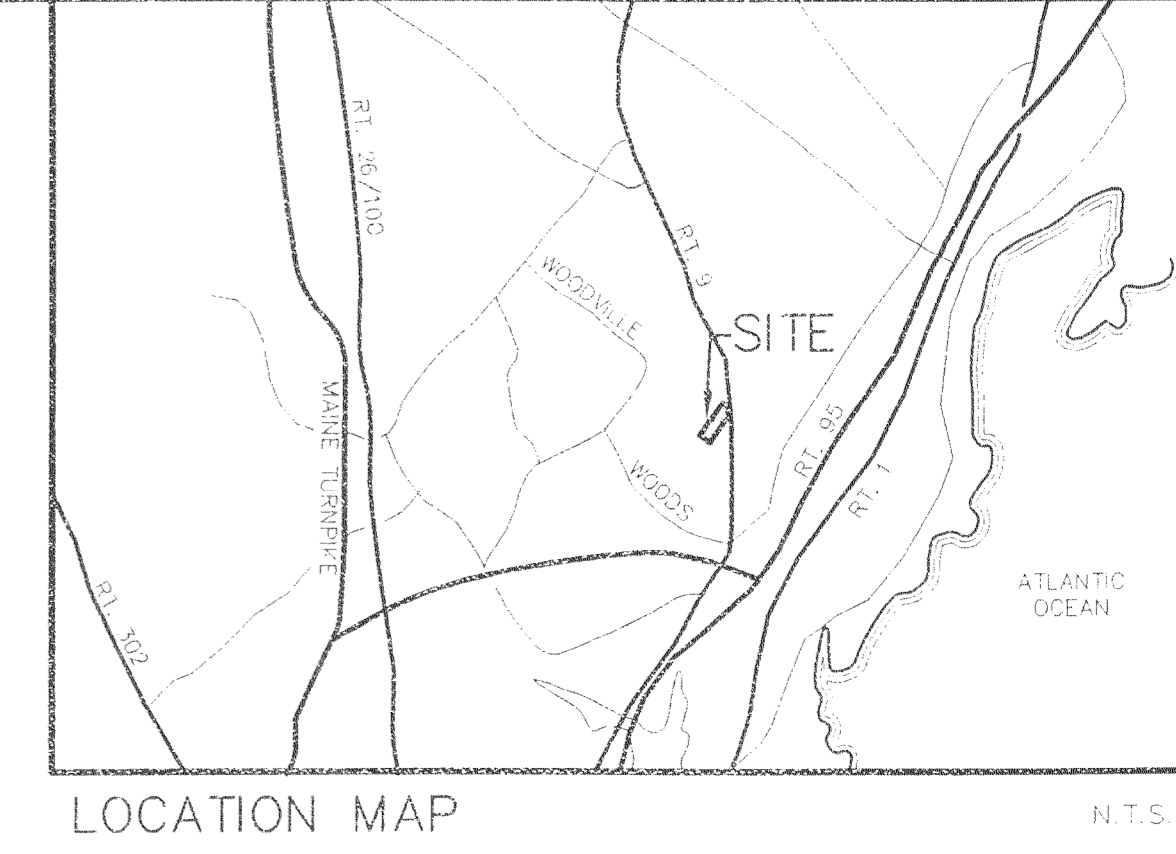 RT. 26/100
RT. 9
WOODVILLE
SITE
MAINE TURNPIKE
RT. 95
WOODS
RT. 1
RT. 302
ATLANTIC
OCEAN
LOCATION MAP
N.T.S.